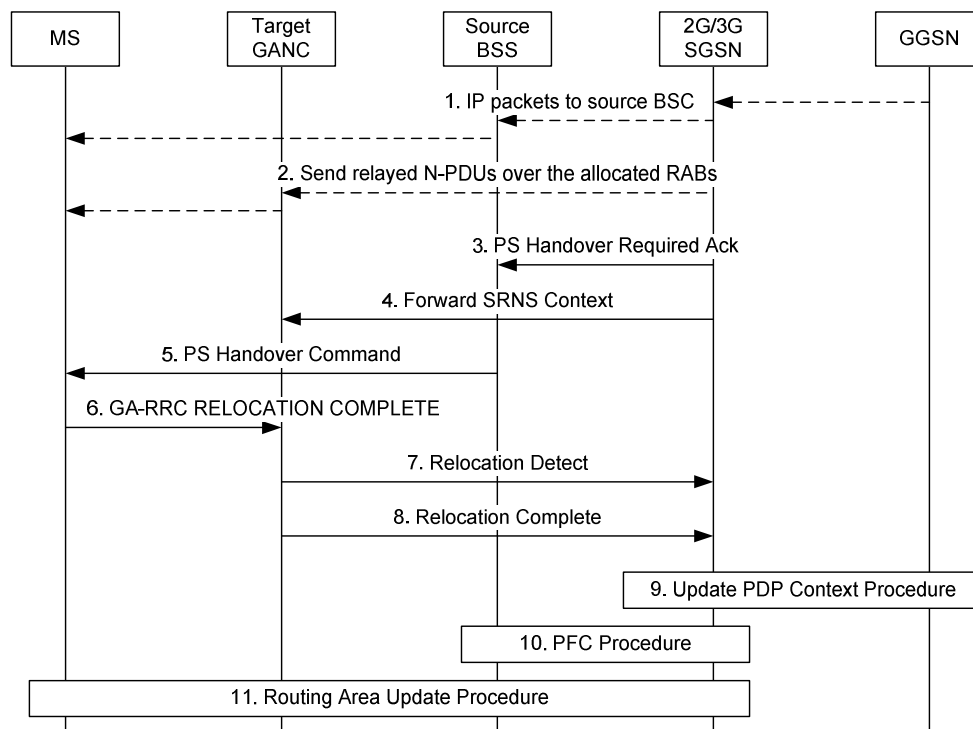 MS
Target
GANC
Source
BSS
2G/3G
SGSN
GGSN
1. IP packets to source BSC
2. Send relayed N-PDUs over the allocated RABs
3. PS Handover Required Ack
4. Forward SRNS Context
5. PS Handover Command
6. GA-RRC RELOCATION COMPLETE
7. Relocation Detect
8. Relocation Complete
9. Update PDP Context Procedure
10. PFC Procedure
11. Routing Area Update Procedure